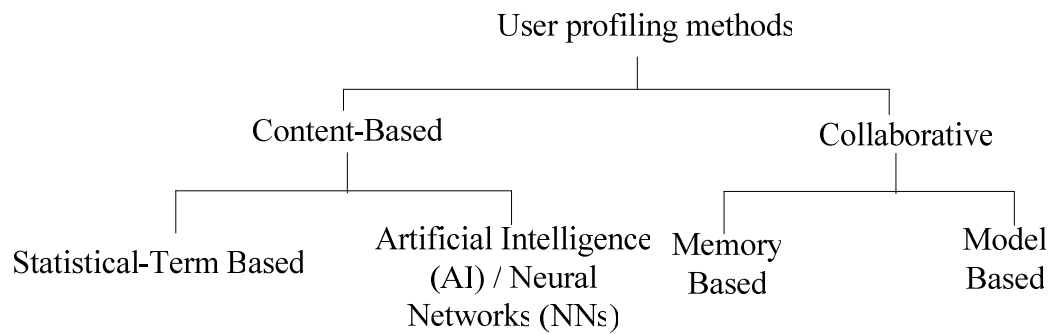 User profiling methods
Content-Based
Collaborative
Statistical-Term Based
Artificial Intelligence
(AI) / Neural
Networks (NNs)
Memory
Based
Model
Based